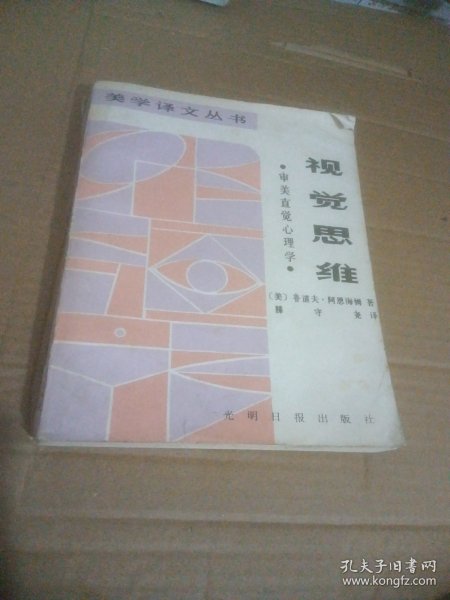 美学译文丛书
视觉思维
·审美直觉心理学·
〔美〕鲁道夫·阿恩海姆 著
滕守尧 译
光明日报出版社
孔夫子旧书网
www.kongfz.com